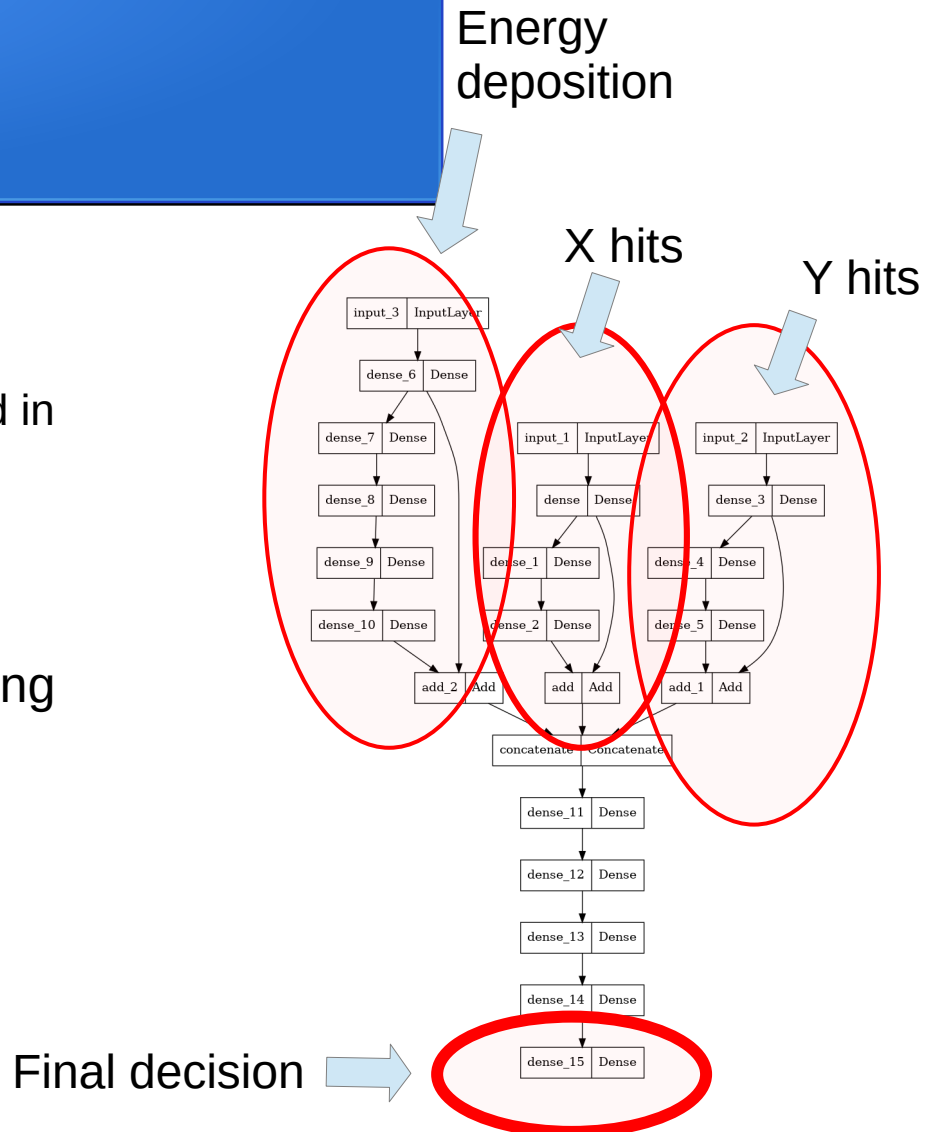 Energy
deposition
X hits
Y hits
input_3 InputLayer
dense_6 Dense
d in
dense_7 Dense
input_1 InputLayer
input_2 InputLayer
dense_8 Dense
dense Dense
dense_3 Dense
dense_9 Dense
dense_1 Dense
dense_4 Dense
dense_10 Dense
dense_2 Dense
dense_5 Dense
ng
add_2 Add
add Add
add_1 Add
concatenate Concatenate
dense_11 Dense
dense_12 Dense
dense_13 Dense
dense_14 Dense
Final decision
dense_15 Dense